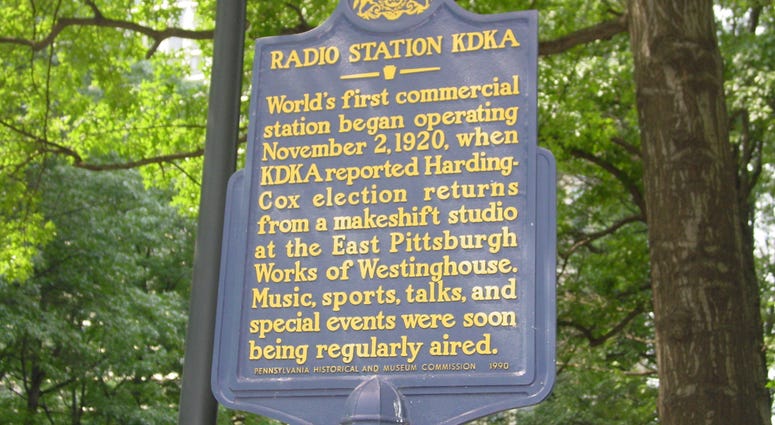 RADIO STATION KDKA
World's first commercial
station began operating
November 2, 1920, when
KDKA reported Harding-
Cox election returns
from a makeshift studio
at the East Pittsburgh
Works of Westinghouse.
Music, sports, talks, and
special events were soon
being regularly aired.
PENNSYLVANIA HISTORICAL AND MUSEUM COMMISSION 1990